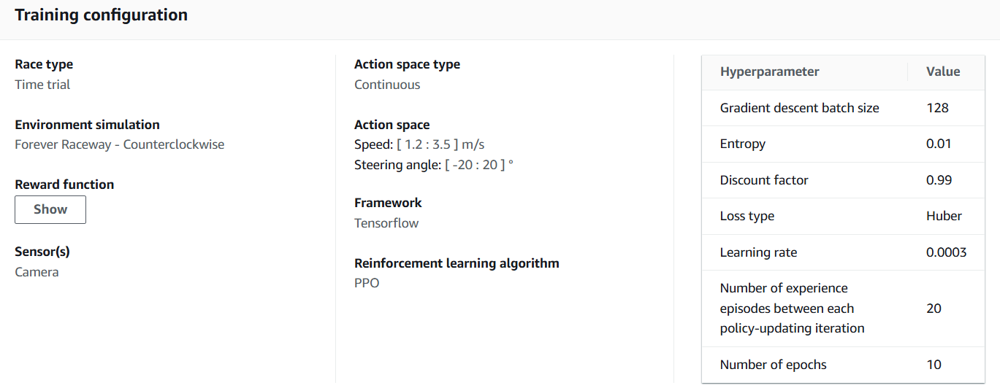 Training configuration
Race type
Time trial
Environment simulation
Forever Raceway - Counterclockwise
Reward function
Show
Sensor(s)
Camera
Action space type
Continuous
Action space
Speed: [ 1.2 : 3.5 ] m/s
Steering angle: [ -20 : 20 ] °
Framework
Tensorflow
Reinforcement learning algorithm
PPO
Hyperparameter Value
Gradient descent batch size 128
Entropy 0.01
Discount factor 0.99
Loss type Huber
Learning rate 0.0003
Number of experience
episodes between each 20
policy-updating iteration
Number of epochs 10